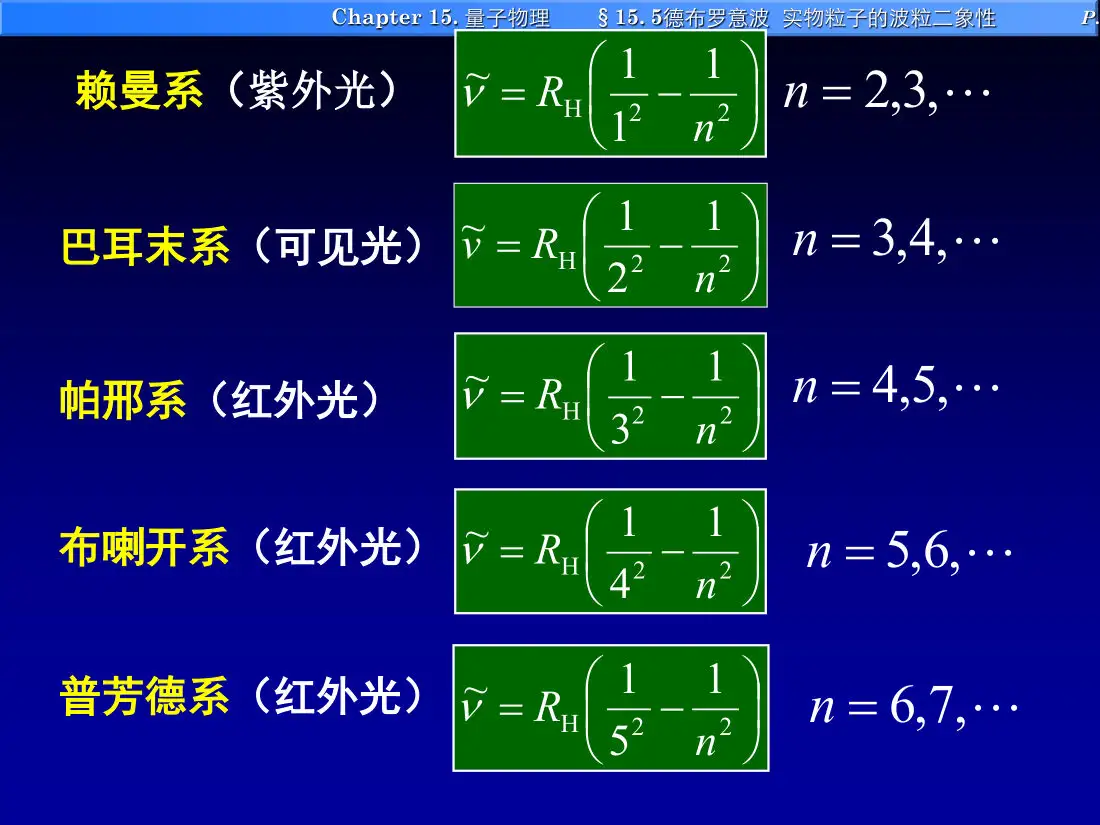 Chapter 15. 量子物理 §15.5德布罗意波 实物粒子的波粒二象性 P.
赖曼系（紫外光） ν̃ = R_H(1/1² − 1/n²) n = 2,3,⋯
巴耳末系（可见光） ν̃ = R_H(1/2² − 1/n²) n = 3,4,⋯
帕邢系（红外光） ν̃ = R_H(1/3² − 1/n²) n = 4,5,⋯
布喇开系（红外光） ν̃ = R_H(1/4² − 1/n²) n = 5,6,⋯
普芳德系（红外光） ν̃ = R_H(1/5² − 1/n²) n = 6,7,⋯